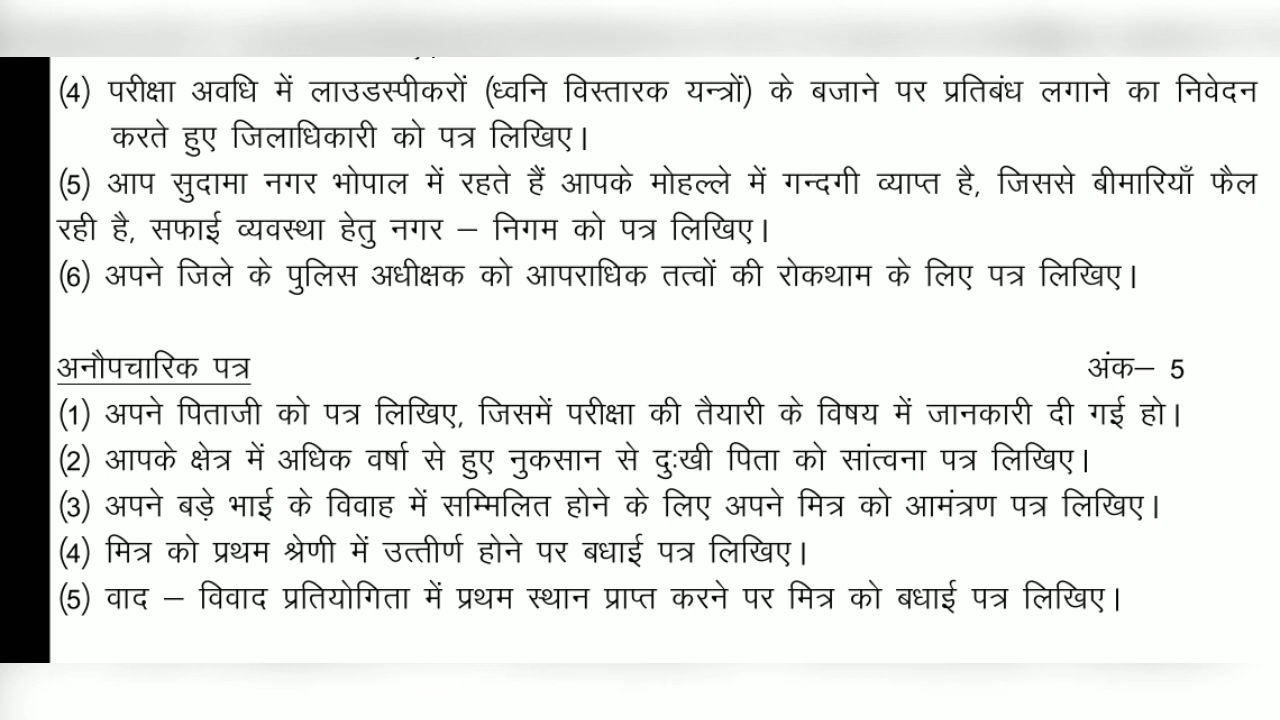 (4) परीक्षा अवधि में लाउडस्पीकरों (ध्वनि विस्तारक यन्त्रों) के बजाने पर प्रतिबंध लगाने का निवेदन
करते हुए जिलाधिकारी को पत्र लिखिए।
(5) आप सुदामा नगर भोपाल में रहते हैं आपके मोहल्ले में गन्दगी व्याप्त है, जिससे बीमारियाँ फैल
रही है, सफाई व्यवस्था हेतु नगर – निगम को पत्र लिखिए।
(6) अपने जिले के पुलिस अधीक्षक को आपराधिक तत्वों की रोकथाम के लिए पत्र लिखिए।
अनौपचारिक पत्र अंक– 5
(1) अपने पिताजी को पत्र लिखिए, जिसमें परीक्षा की तैयारी के विषय में जानकारी दी गई हो।
(2) आपके क्षेत्र में अधिक वर्षा से हुए नुकसान से दुःखी पिता को सांत्वना पत्र लिखिए।
(3) अपने बड़े भाई के विवाह में सम्मिलित होने के लिए अपने मित्र को आमंत्रण पत्र लिखिए।
(4) मित्र को प्रथम श्रेणी में उत्तीर्ण होने पर बधाई पत्र लिखिए।
(5) वाद – विवाद प्रतियोगिता में प्रथम स्थान प्राप्त करने पर मित्र को बधाई पत्र लिखिए।